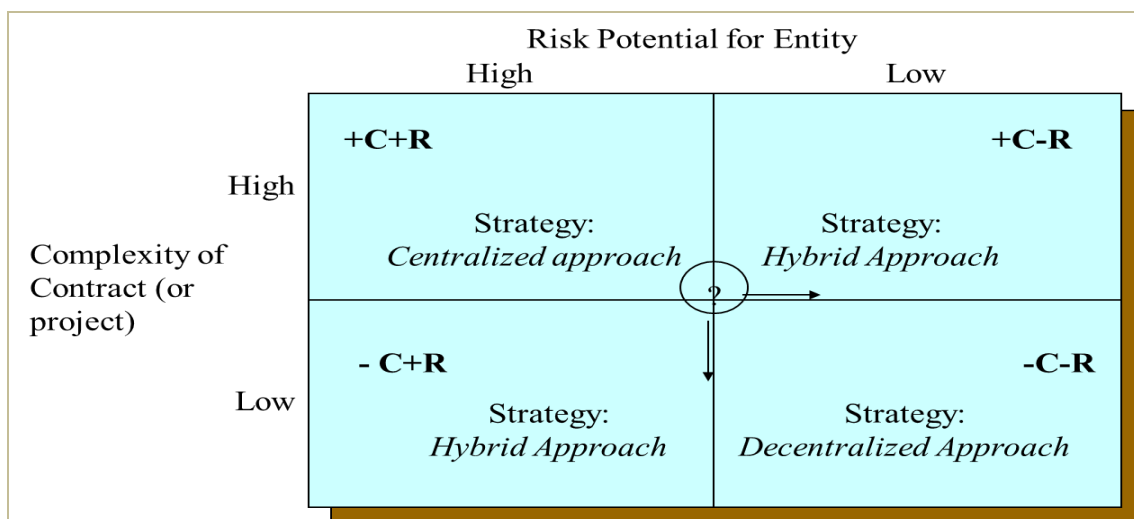 Risk Potential for Entity
High
Low
+C+R
+C-R
High
Strategy:
Centralized approach
Strategy:
Hybrid Approach
Complexity of
Contract (or
project)
?
- C+R
-C-R
Low
Strategy:
Hybrid Approach
Strategy:
Decentralized Approach